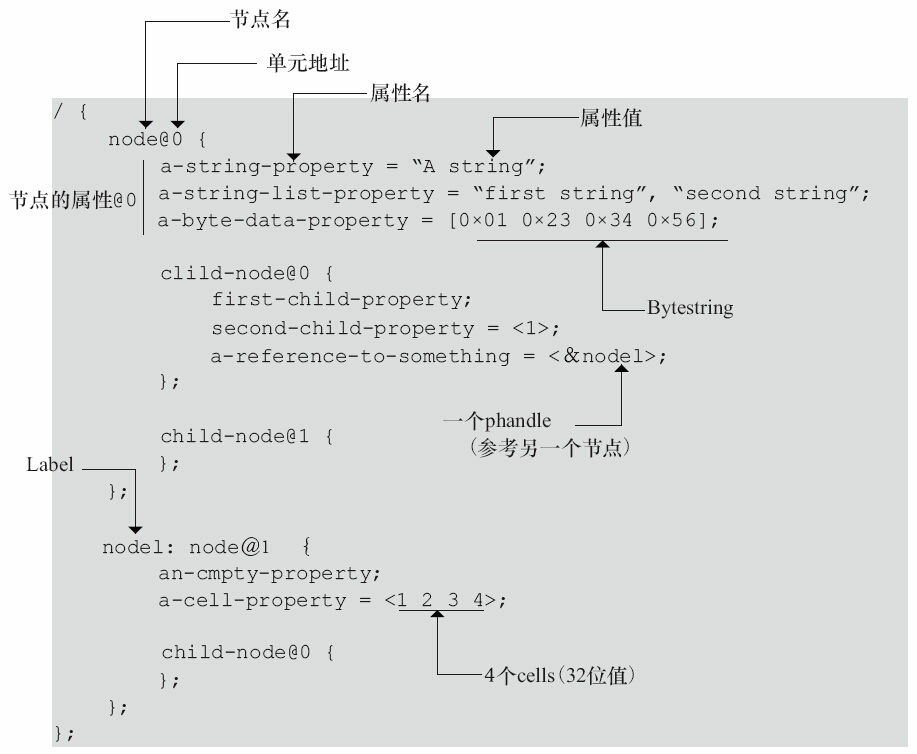 节点名
单元地址
属性名
属性值
/ {
node@0 {
a-string-property = “A string”;
节点的属性@0
a-string-list-property = “first string”, “second string”;
a-byte-data-property = [0×01 0×23 0×34 0×56];
clild-node@0 {
first-child-property;
Bytestring
second-child-property = <1>;
a-reference-to-something = <&nodel>;
};
一个phandle
(参考另一个节点)
child-node@1 {
Label
};
};
nodel: node@1 {
an-cmpty-property;
a-cell-property = <1 2 3 4>;
child-node@0 {
4个cells(32位值)
};
};
};